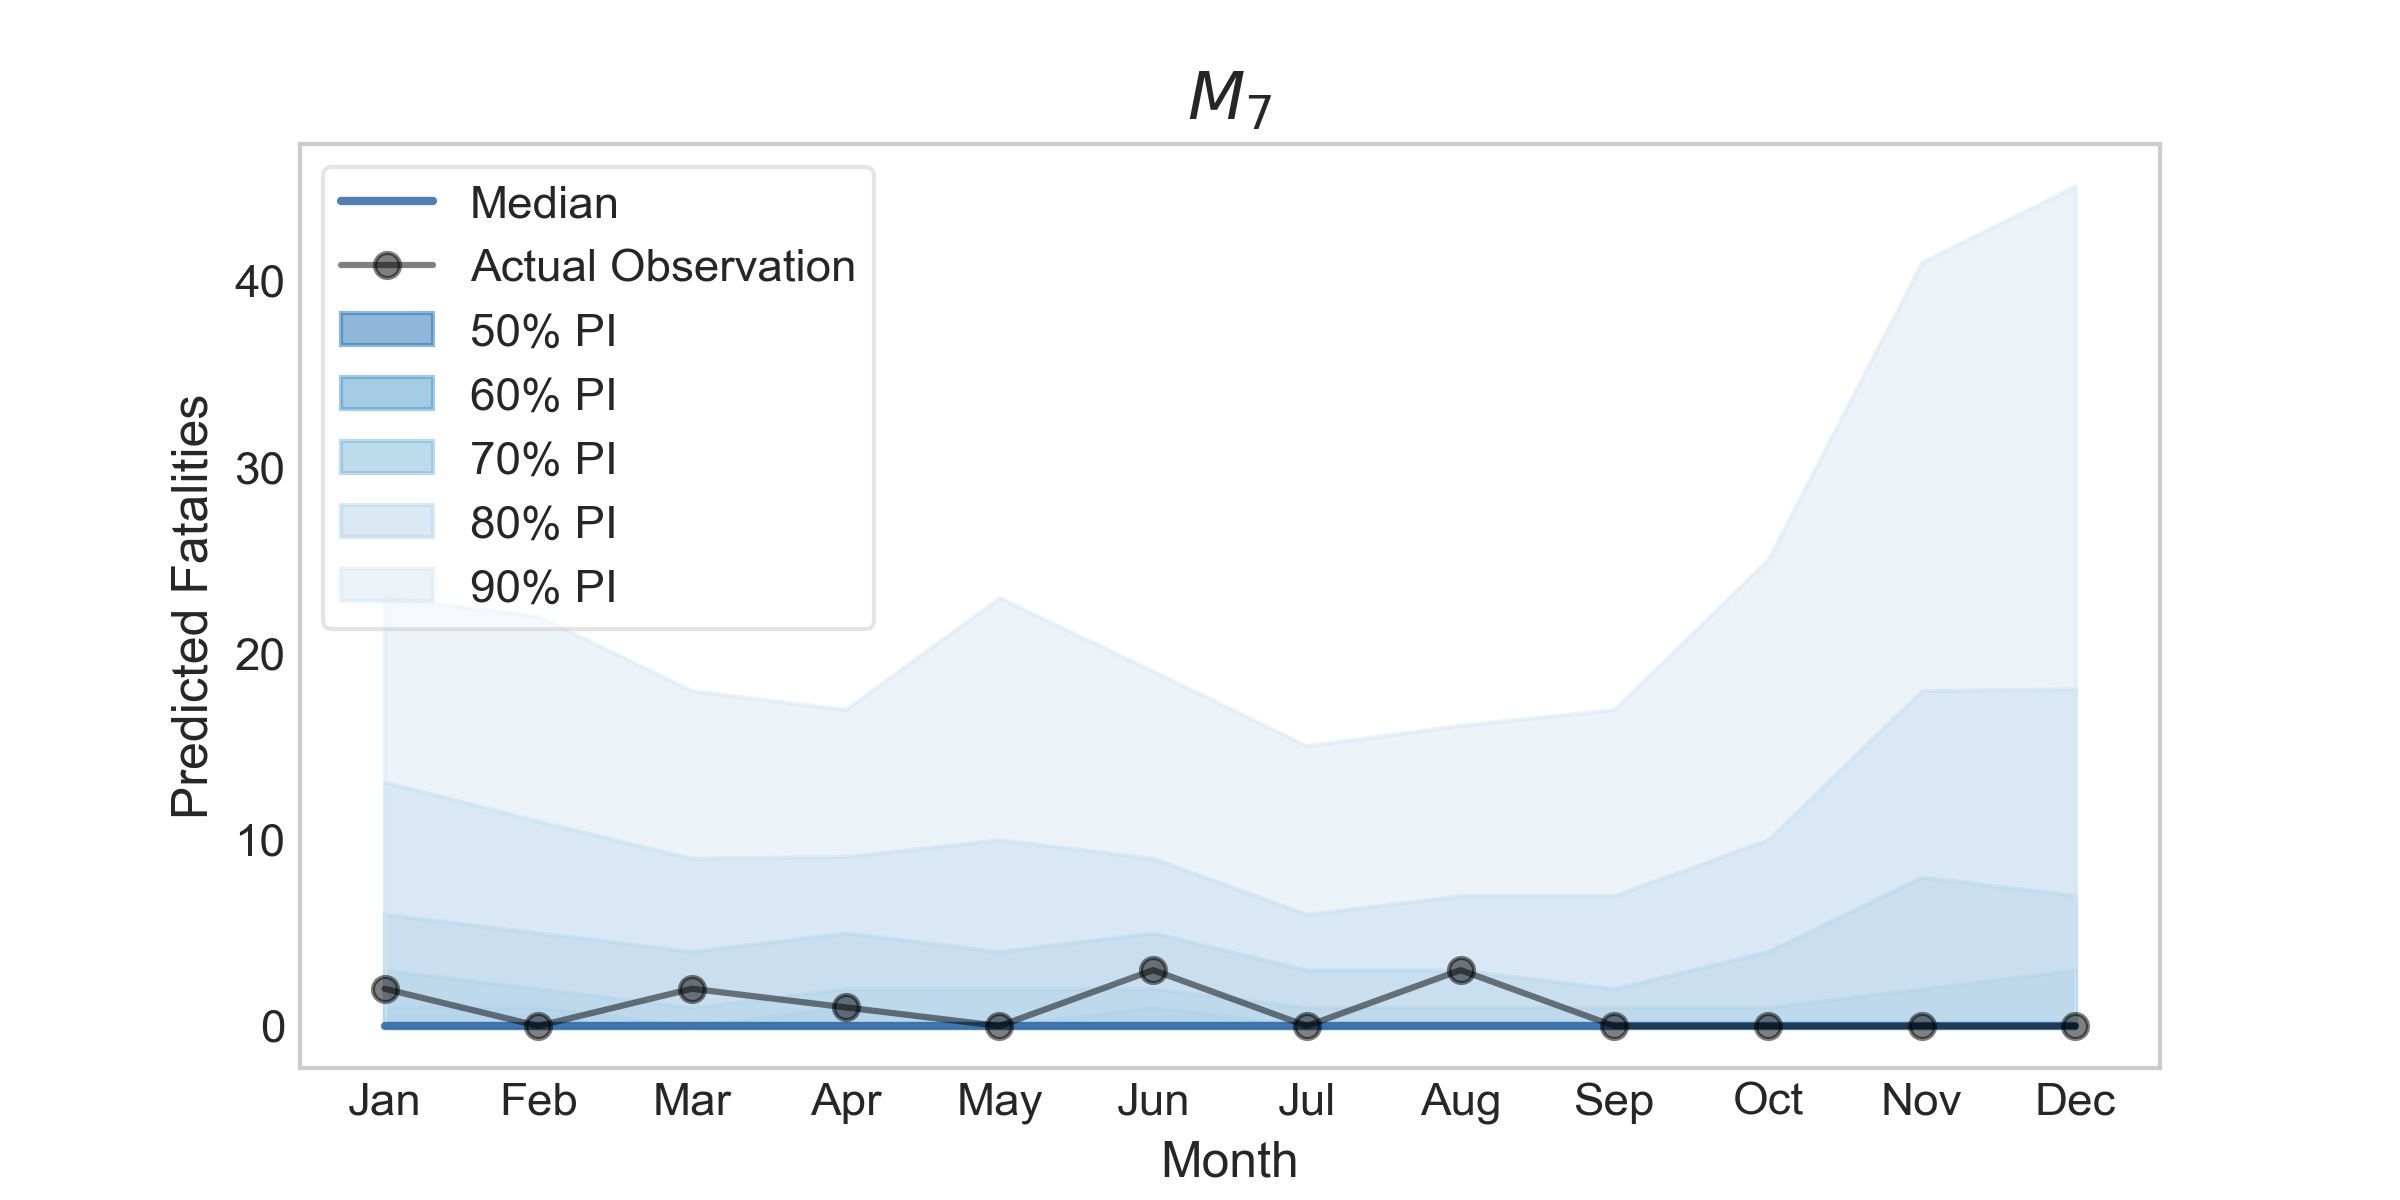 M7
Median
Actual Observation
50% PI
60% PI
70% PI
80% PI
90% PI
Predicted Fatalities
40
30
20
10
0
Jan Feb Mar Apr May Jun Jul Aug Sep Oct Nov Dec
Month